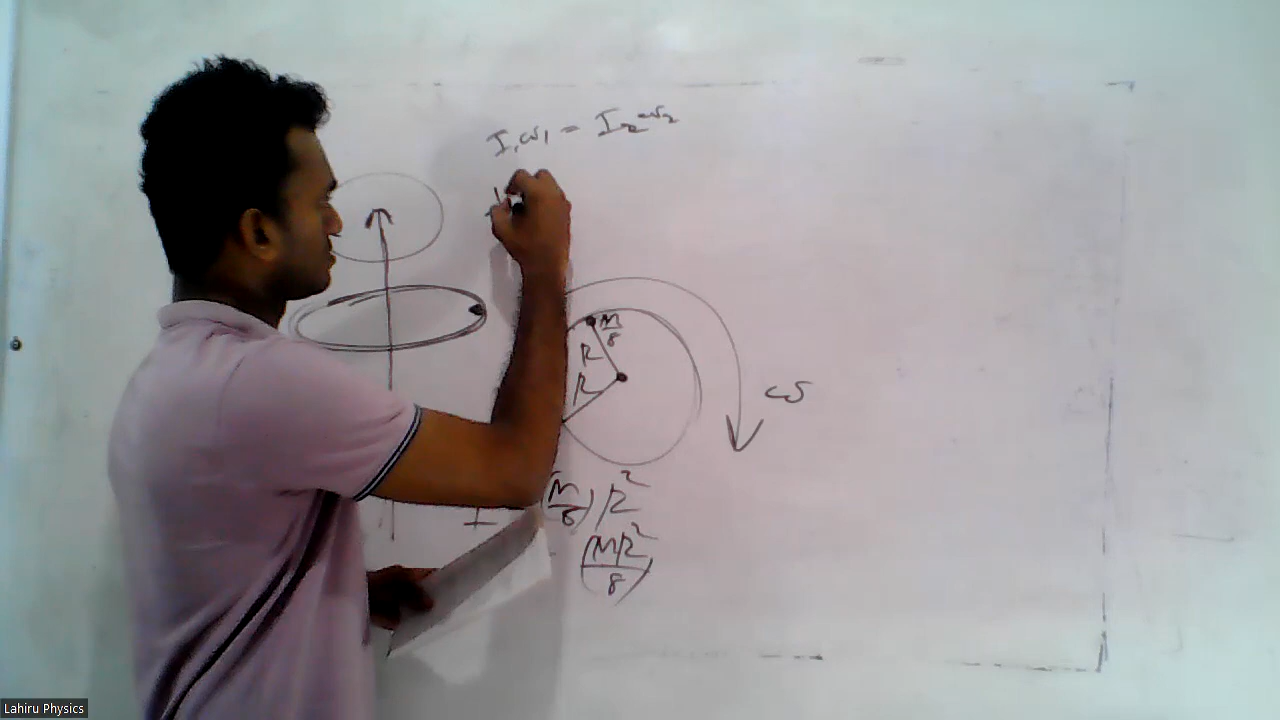 I₁ω₁ = I₂ω₂
M/8
R
R
ω
I
(M/8) R²
(MR²/8)
Lahiru Physics